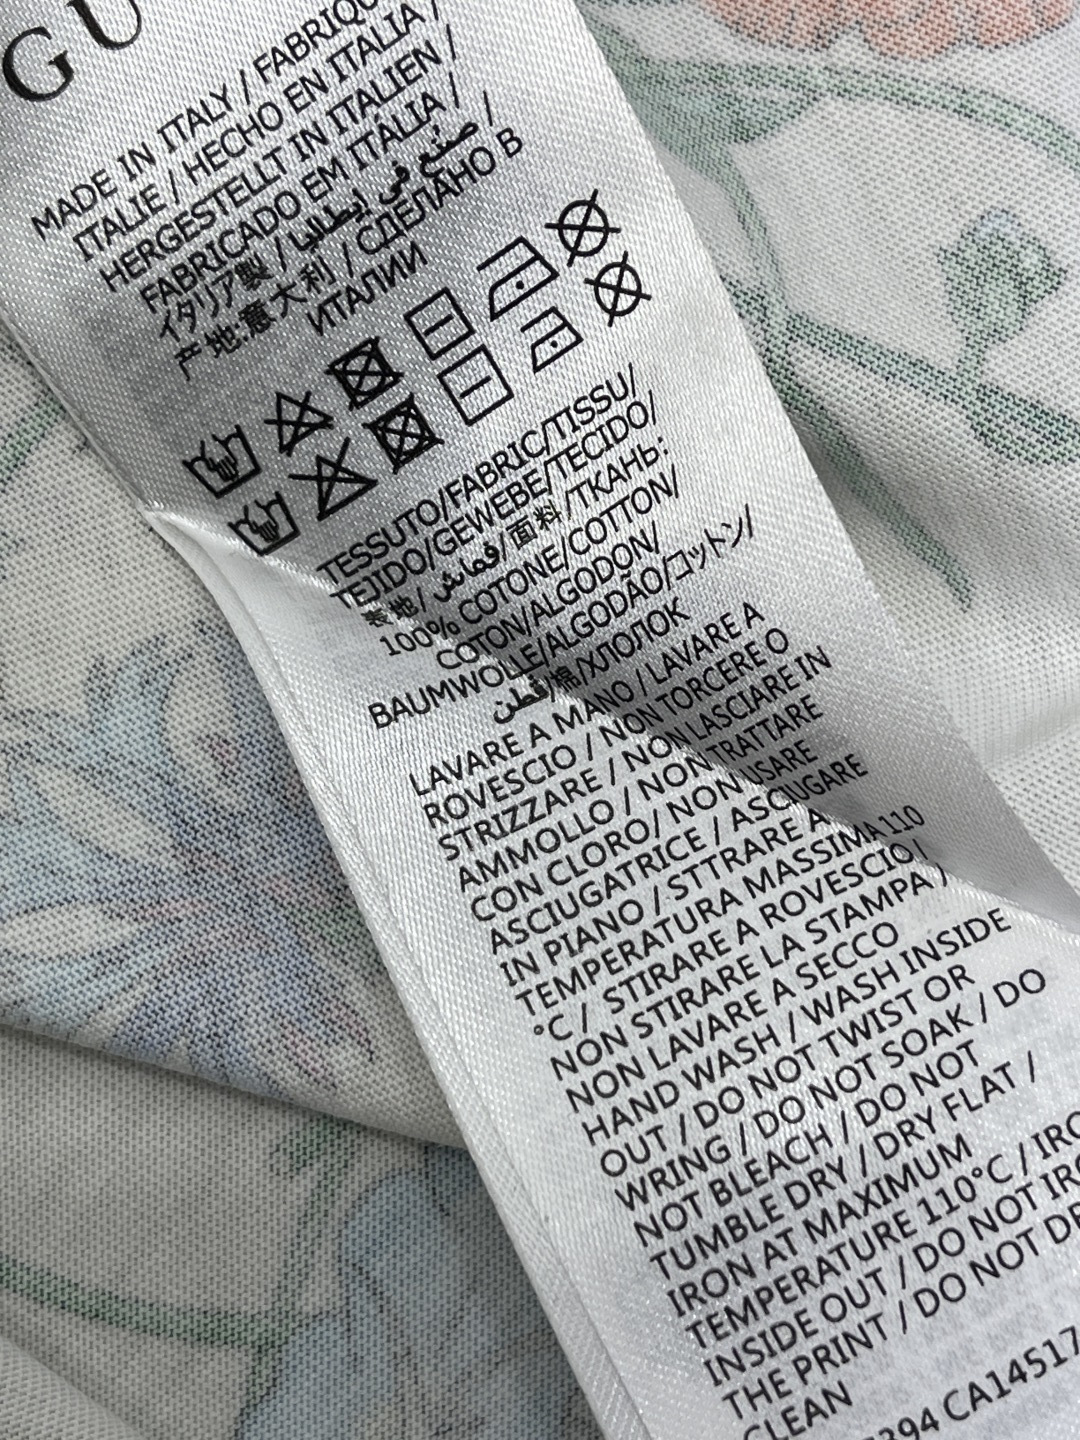 GU
MADE IN ITALY / FABRIQU
ITALIE / HECHO EN ITALIA /
HERGESTELLT IN ITALIEN /
FABRICADO EM ITÁLIA /
イタリア製 / صنع في إيطاليا /
产地:意大利 / СДЕЛАНО В
ИТАЛИИ
TESSUTO/FABRIC/TISSU/
TEJIDO/GEWEBE/TECIDO/
表地/قماش/面料/ТКАНЬ:
100% COTONE/COTTON/
COTON/ALGODON/
BAUMWOLLE/ALGODÃO/コットン/
قطن/棉/ХЛОПОК
LAVARE A MANO / LAVARE A
ROVESCIO / NON TORCERE O
STRIZZARE / NON LASCIARE IN
AMMOLLO / NON TRATTARE
CON CLORO/ NON USARE
ASCIUGATRICE / ASCIUGARE
IN PIANO / STTRARE A
TEMPERATURA MASSIMA 110
°C / STIRARE A ROVESCIO /
NON STIRARE LA STAMPA /
NON LAVARE A SECCO
HAND WASH / WASH INSIDE
OUT / DO NOT TWIST OR
WRING / DO NOT SOAK / DO
NOT BLEACH / DO NOT
TUMBLE DRY / DRY FLAT /
IRON AT MAXIMUM
TEMPERATURE 110°C / IRO
INSIDE OUT / DO NOT IRO
THE PRINT / DO NOT DR
CLEAN
394 CA14517